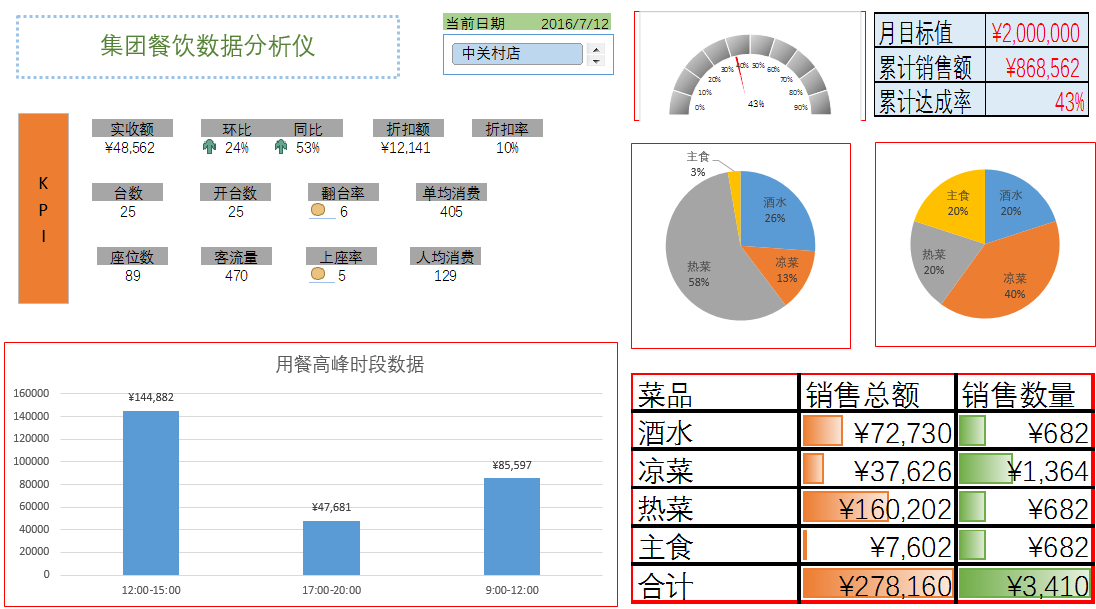 集团餐饮数据分析仪
当前日期 2016/7/12
中关村店
KPI
实收额 环比 同比 折扣额 折扣率
¥48,562 24% 53% ¥12,141 10%
台数 开台数 翻台率 单均消费
25 25 6 405
座位数 客流量 上座率 人均消费
89 470 5 129
0%
10%
20%
30%
40%
50%
60%
70%
80%
90%
43%
月目标值 ¥2,000,000
累计销售额 ¥868,562
累计达成率 43%
主食
3%
酒水
26%
凉菜
13%
热菜
58%
主食
20%
酒水
20%
热菜
20%
凉菜
40%
用餐高峰时段数据
160000
140000
120000
100000
80000
60000
40000
20000
0
¥144,882
¥47,681
¥85,597
12:00-15:00 17:00-20:00 9:00-12:00
菜品 销售总额 销售数量
酒水 ¥72,730 ¥682
凉菜 ¥37,626 ¥1,364
热菜 ¥160,202 ¥682
主食 ¥7,602 ¥682
合计 ¥278,160 ¥3,410